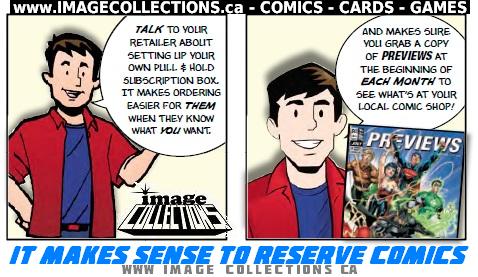 www.IMAGECOLLECTIONS.ca - COMICS - CARDS - GAMES
TALK TO YOUR
RETAILER ABOUT
SETTING UP YOUR
OWN PULL & HOLD
SUBSCRIPTION BOX.
IT MAKES ORDERING
EASIER FOR THEM
WHEN THEY KNOW
WHAT YOU WANT.
AND MAKES SURE
YOU GRAB A COPY
OF PREVIEWS AT
THE BEGINNING OF
EACH MONTH TO
SEE WHAT'S AT YOUR
LOCAL COMIC SHOP!
image
COLLECTIONS
PREVIEWS
IT MAKES SENSE TO RESERVE COMICS
WWW IMAGE COLLECTIONS CA